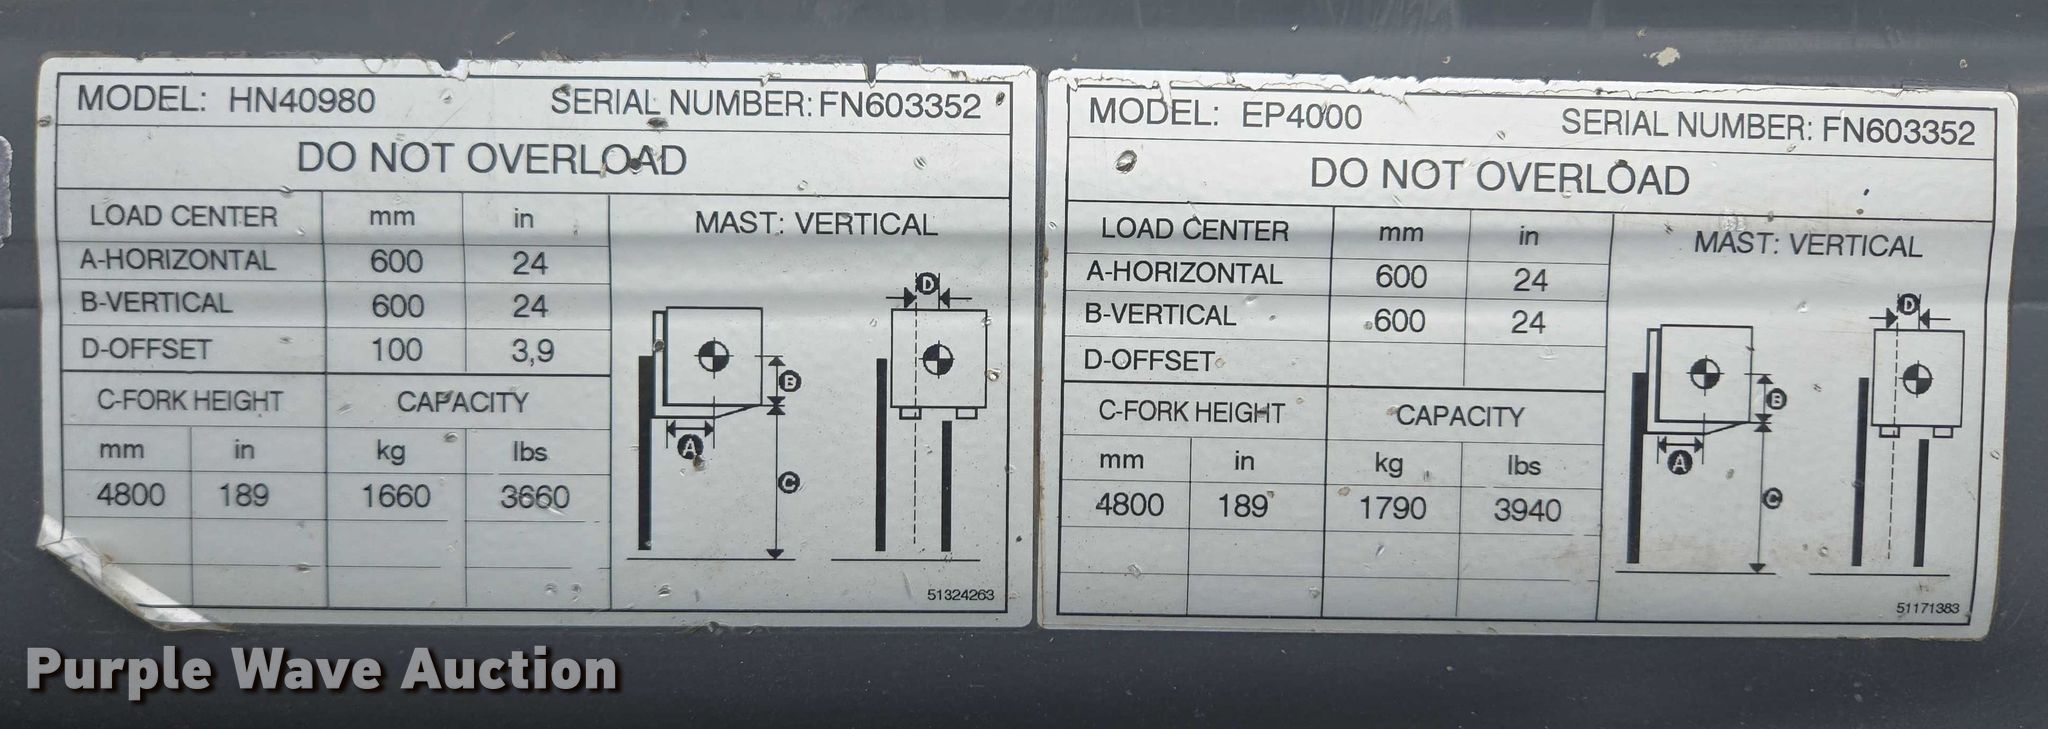 MODEL: HN40980 SERIAL NUMBER: FN603352
DO NOT OVERLOAD
LOAD CENTER mm in
A-HORIZONTAL 600 24
B-VERTICAL 600 24
D-OFFSET 100 3,9
C-FORK HEIGHT CAPACITY
mm in kg lbs
4800 189 1660 3660
MAST: VERTICAL
D
B
A
C
51324263
MODEL: EP4000 SERIAL NUMBER: FN603352
DO NOT OVERLOAD
LOAD CENTER mm in
A-HORIZONTAL 600 24
B-VERTICAL 600 24
D-OFFSET
C-FORK HEIGHT CAPACITY
mm in kg lbs
4800 189 1790 3940
MAST: VERTICAL
D
B
A
C
51171383
Purple Wave Auction